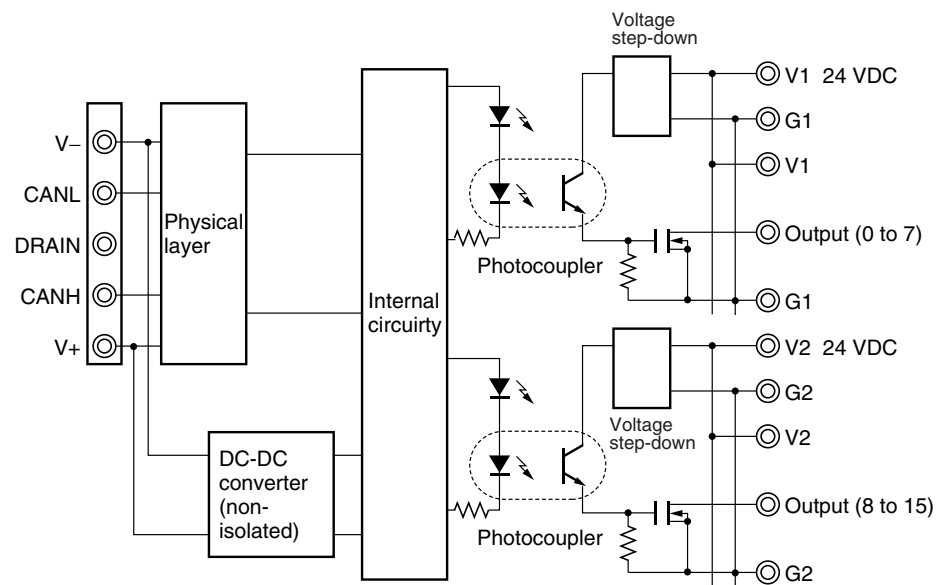 Voltage
step-down
V1 24 VDC
G1
V1
Output (0 to 7)
G1
V–
CANL
DRAIN
CANH
V+
Physical
layer
Internal
circuirty
Photocoupler
V2 24 VDC
G2
Voltage
step-down
V2
DC-DC
converter
(non-
isolated)
Output (8 to 15)
Photocoupler
G2